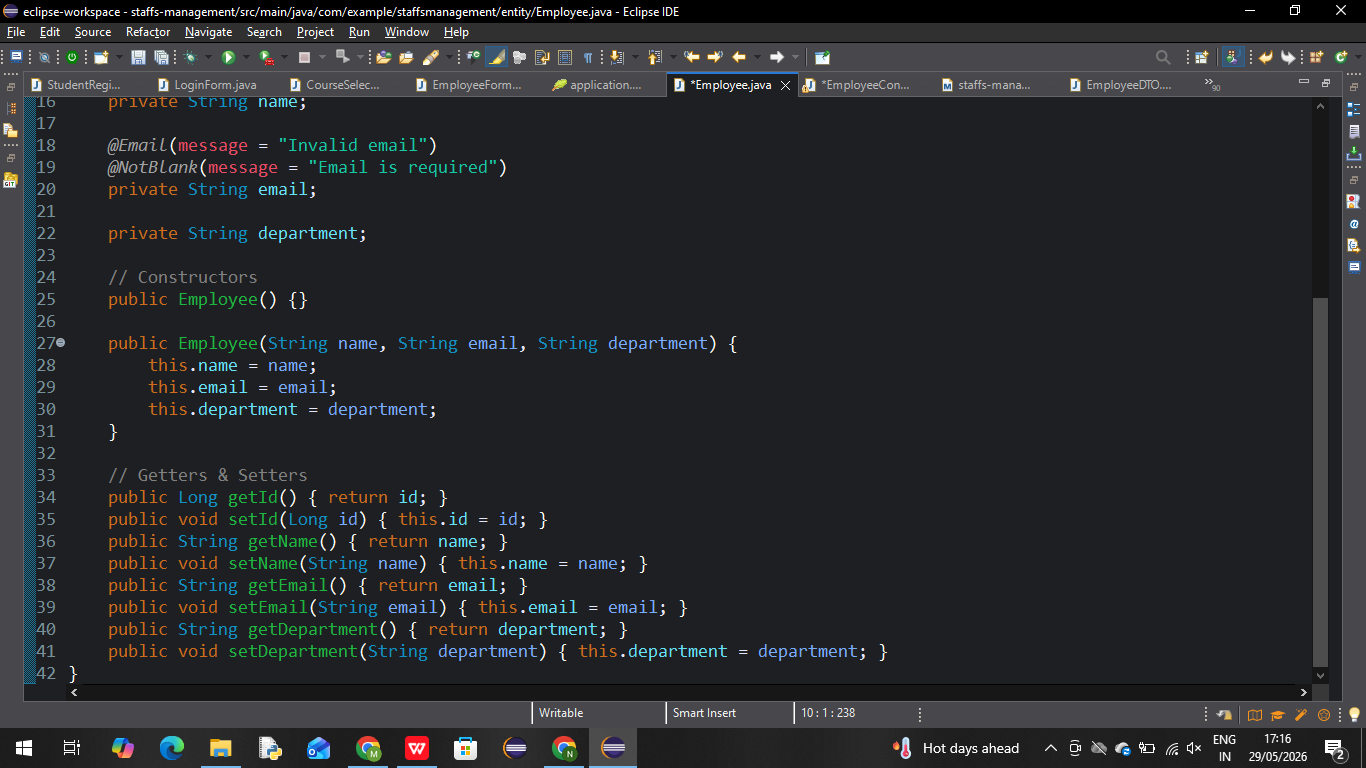 eclipse-workspace - staffs-management/src/main/java/com/example/staffsmanagement/entity/Employee.java - Eclipse IDE
File Edit Source Refactor Navigate Search Project Run Window Help
StudentRegi... LoginForm.java CourseSelec... EmployeeForm... application.... *Employee.java *EmployeeCon... staffs-mana... EmployeeDTO.... »90
16 private String name;
17
18 @Email(message = "Invalid email")
19 @NotBlank(message = "Email is required")
20 private String email;
21
22 private String department;
23
24 // Constructors
25 public Employee() {}
26
27 public Employee(String name, String email, String department) {
28 this.name = name;
29 this.email = email;
30 this.department = department;
31 }
32
33 // Getters & Setters
34 public Long getId() { return id; }
35 public void setId(Long id) { this.id = id; }
36 public String getName() { return name; }
37 public void setName(String name) { this.name = name; }
38 public String getEmail() { return email; }
39 public void setEmail(String email) { this.email = email; }
40 public String getDepartment() { return department; }
41 public void setDepartment(String department) { this.department = department; }
42 }
Writable Smart Insert 10 : 1 : 238
Hot days ahead ENG IN 17:16 29/05/2026 2